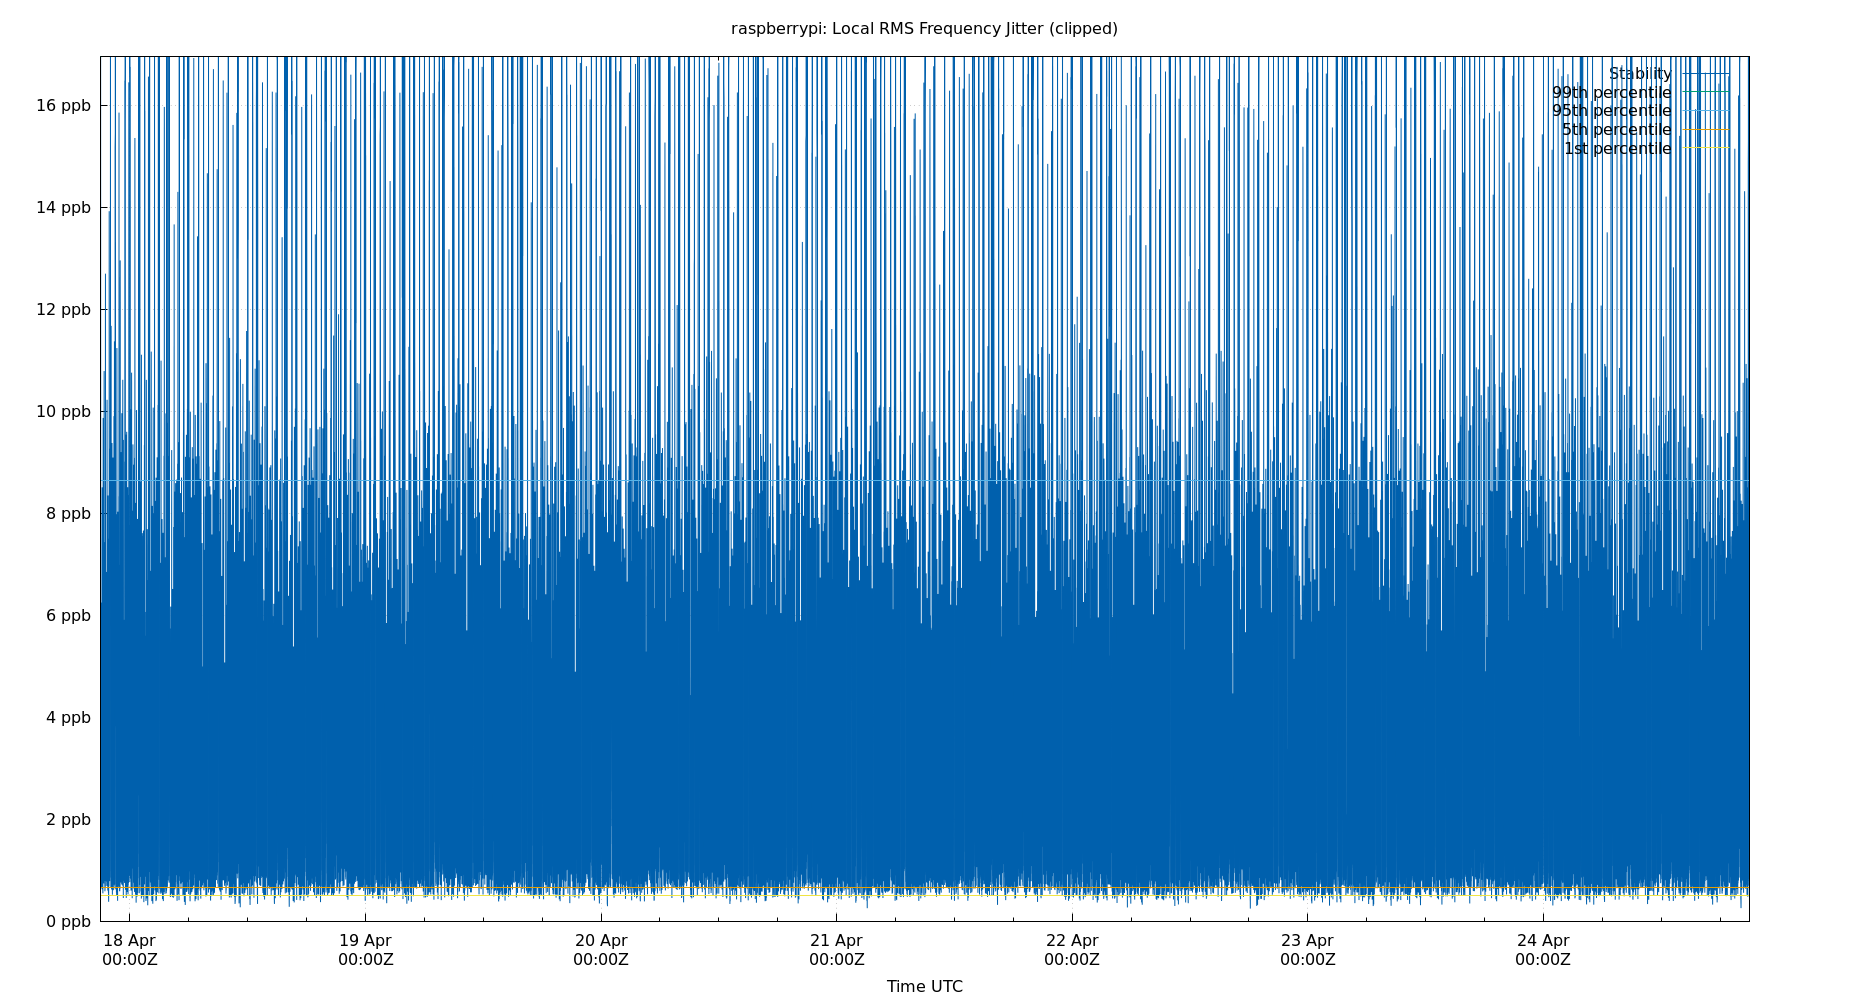 raspberrypi: Local RMS Frequency Jitter (clipped)
Stability
99th percentile
95th percentile
5th percentile
1st percentile
16 ppb
14 ppb
12 ppb
10 ppb
8 ppb
6 ppb
4 ppb
2 ppb
0 ppb
18 Apr 19 Apr 20 Apr 21 Apr 22 Apr 23 Apr 24 Apr
00:00Z 00:00Z 00:00Z 00:00Z 00:00Z 00:00Z 00:00Z
Time UTC